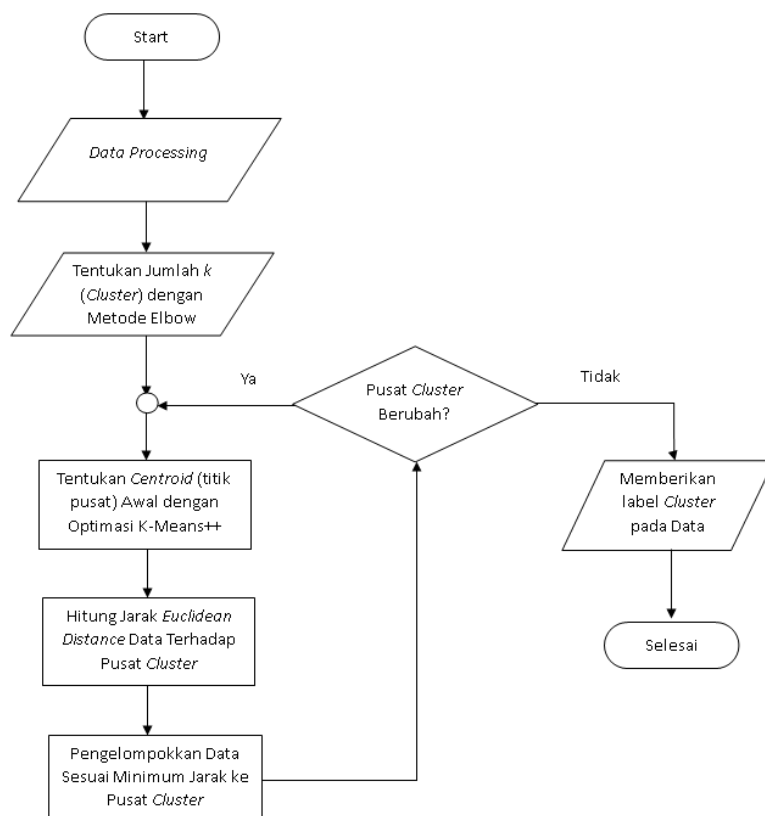 Start
Data Processing
Tentukan Jumlah k
(Cluster) dengan
Metode Elbow
Ya
Pusat Cluster
Berubah?
Tidak
Tentukan Centroid (titik
pusat) Awal dengan
Optimasi K-Means++
Memberikan
label Cluster
pada Data
Hitung Jarak Euclidean
Distance Data Terhadap
Pusat Cluster
Selesai
Pengelompokkan Data
Sesuai Minimum Jarak ke
Pusat Cluster